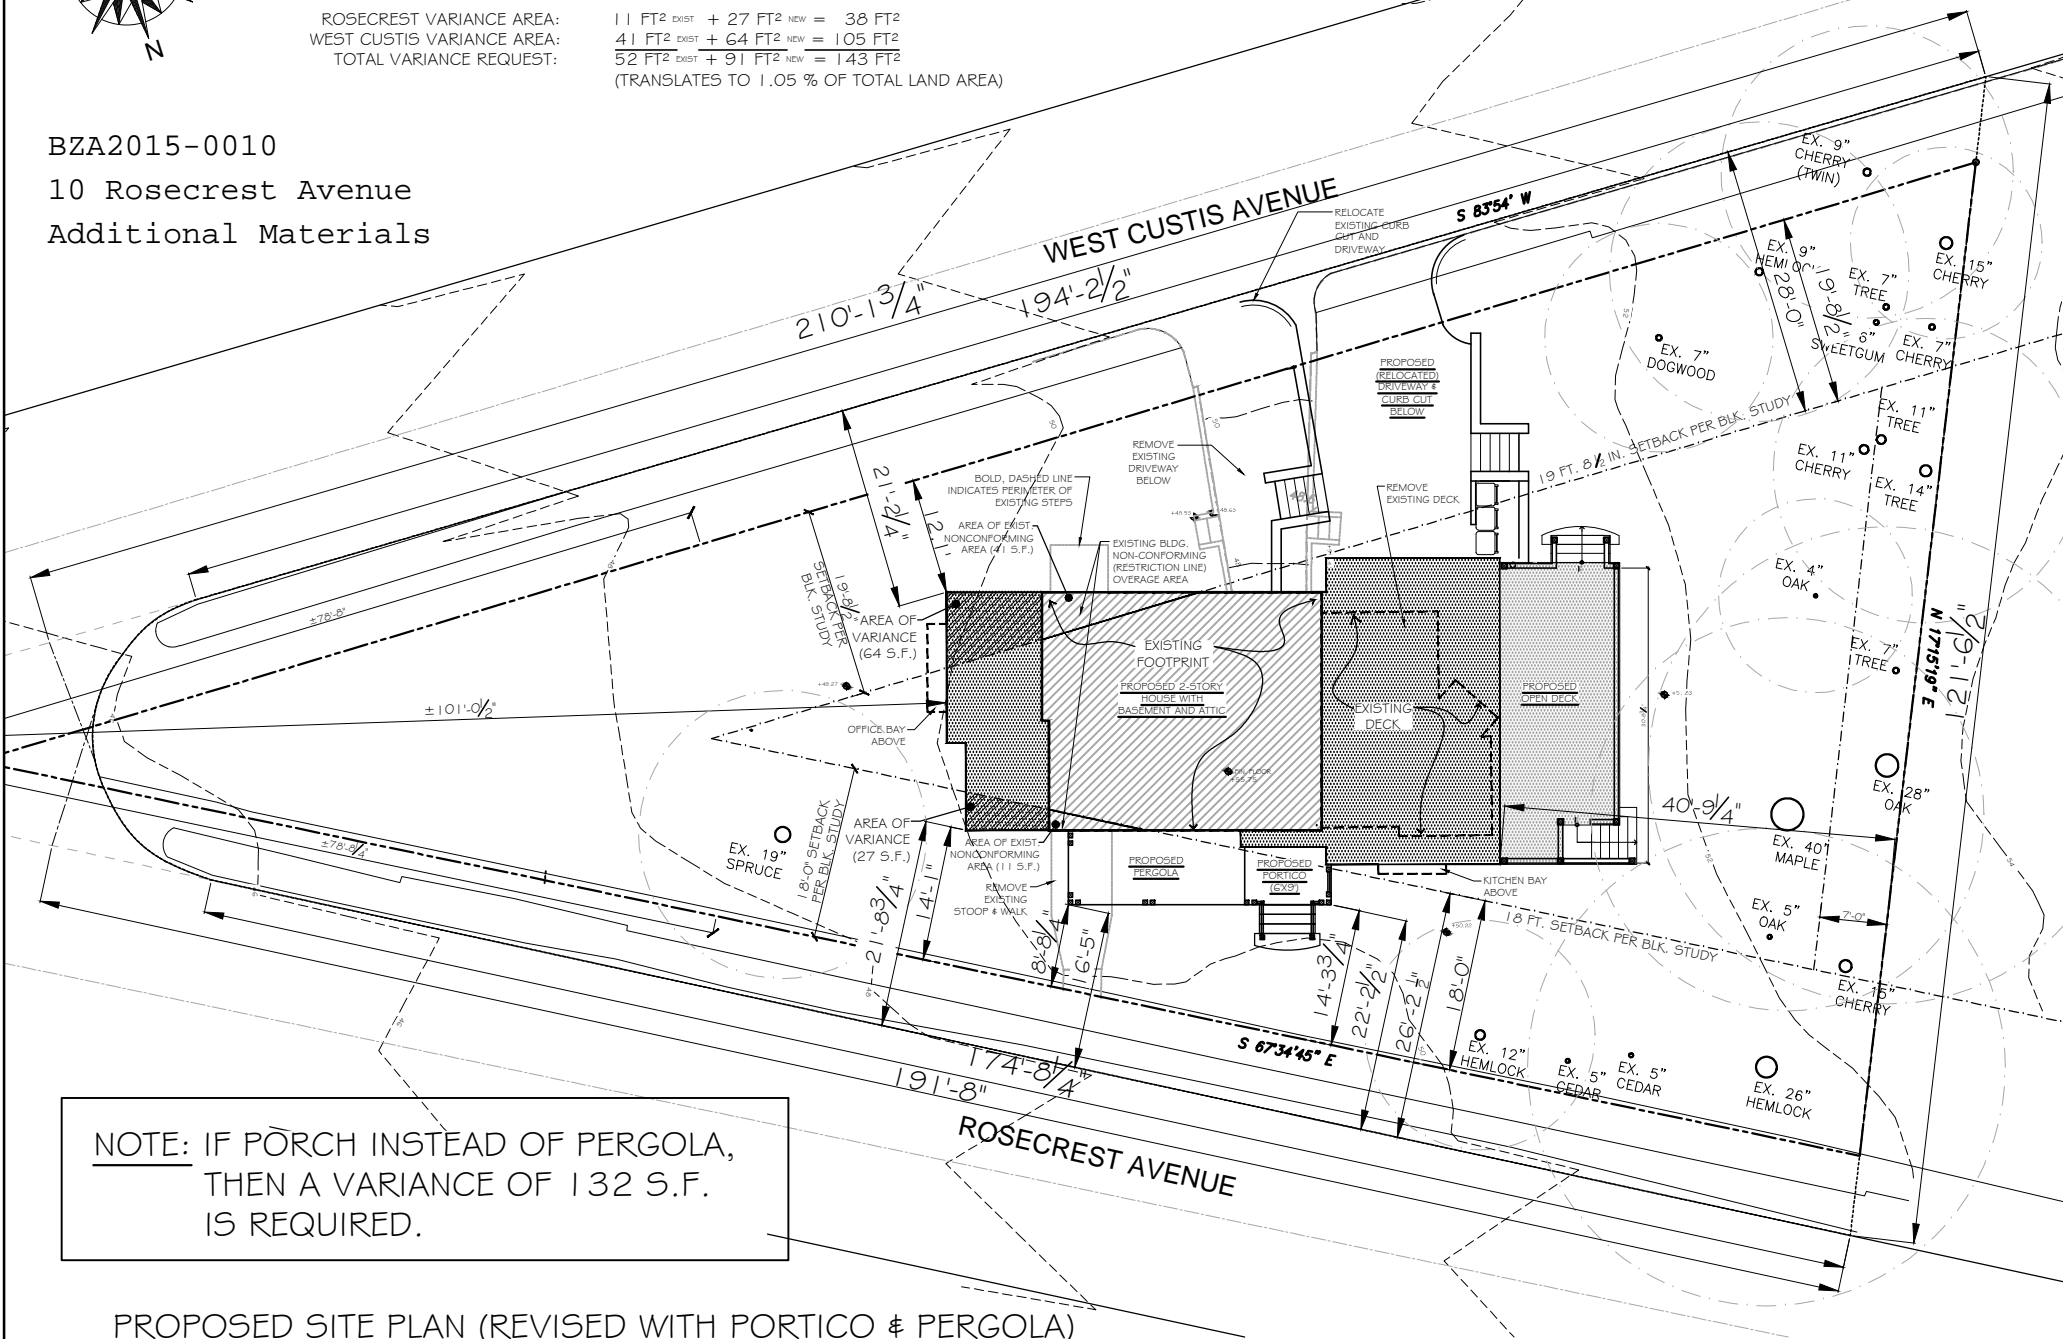 N
ROSECREST VARIANCE AREA: 11 FT² EXIST + 27 FT² NEW = 38 FT²
WEST CUSTIS VARIANCE AREA: 41 FT² EXIST + 64 FT² NEW = 105 FT²
TOTAL VARIANCE REQUEST: 52 FT² EXIST + 91 FT² NEW = 143 FT²
(TRANSLATES TO 1.05 % OF TOTAL LAND AREA)
BZA2015-0010
10 Rosecrest Avenue
Additional Materials
WEST CUSTIS AVENUE
S 83°54' W
210'-1 3/4"
194'-2 1/2"
RELOCATE
EXISTING CURB
CUT AND
DRIVEWAY
EX. 9"
CHERRY
(TWIN)
EX. 9"
HEMLOCK
EX. 15"
CHERRY
EX. 7"
TREE
6"
SWEETGUM
EX. 7"
CHERRY
28'-0"
19'-8 1/2"
EX. 7"
DOGWOOD
PROPOSED
(RELOCATED)
DRIVEWAY &
CURB CUT
BELOW
EX. 11"
TREE
EX. 11"
CHERRY
EX. 14"
TREE
19 FT. 8 1/2 IN. SETBACK PER BLK. STUDY
REMOVE
EXISTING
DRIVEWAY
BELOW
REMOVE
EXISTING DECK
BOLD, DASHED LINE
INDICATES PERIMETER OF
EXISTING STEPS
AREA OF EXIST.
NONCONFORMING
AREA (41 S.F.)
EXISTING BLDG.
NON-CONFORMING
(RESTRICTION LINE)
OVERAGE AREA
21'-2 1/4"
12'-
19'-8 1/2"
SETBACK PER
BLK. STUDY
AREA OF
VARIANCE
(64 S.F.)
±78'-8"
EX. 4"
OAK
EX. 7"
TREE
N 17°15'19" E
121'-6 1/2"
EXISTING
FOOTPRINT
PROPOSED 2-STORY
HOUSE WITH
BASEMENT AND ATTIC
PROPOSED
OPEN DECK
EXISTING
DECK
±101'-0 1/2"
OFFICE BAY
ABOVE
FIN. FLOOR
+55.75
EX. 28"
OAK
40'-9 1/4"
EX. 40"
MAPLE
EX. 19"
SPRUCE
18'-0" SETBACK
PER BLK. STUDY
AREA OF
VARIANCE
(27 S.F.)
AREA OF EXIST.
NONCONFORMING
AREA (11 S.F.)
REMOVE
EXISTING
STOOP & WALK
PROPOSED
PERGOLA
PROPOSED
PORTICO
(6X9')
KITCHEN BAY
ABOVE
18 FT. SETBACK PER BLK. STUDY
EX. 5"
OAK
7'-0"
EX. 15"
CHERRY
±78'-8 1/4"
21'-8 3/4"
14'-1"
8'-8 1/4"
16'-5"
14'-3 3/4"
22'-2 1/2"
26'-2 1/2"
18'-0"
S 67°34'45" E
EX. 12"
HEMLOCK
EX. 5"
CEDAR
EX. 5"
CEDAR
EX. 26"
HEMLOCK
174'-8 1/4"
191'-8"
ROSECREST AVENUE
NOTE: IF PORCH INSTEAD OF PERGOLA,
THEN A VARIANCE OF 132 S.F.
IS REQUIRED.
PROPOSED SITE PLAN (REVISED WITH PORTICO & PERGOLA)